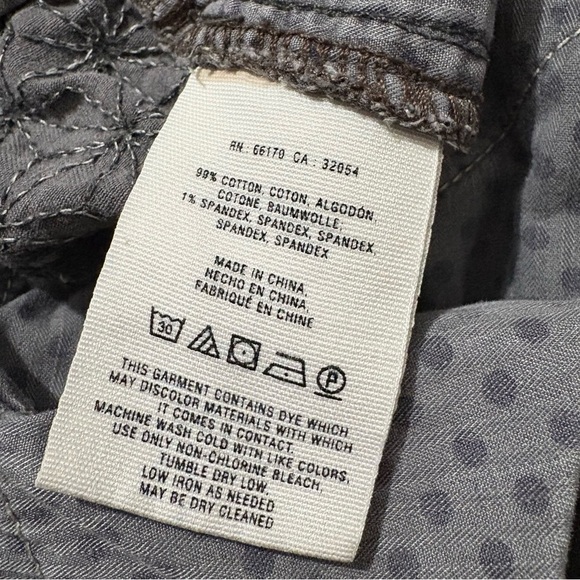 RN : 66170 CA : 32054
99% COTTON, COTON, ALGODÓN,
COTONE, BAUMWOLLE,
1% SPANDEX, SPANDEX, SPANDEX,
SPANDEX, SPANDEX
MADE IN CHINA,
HECHO EN CHINA,
FABRIQUÉ EN CHINE
30 P
THIS GARMENT CONTAINS DYE WHICH
MAY DISCOLOR MATERIALS WITH WHICH
IT COMES IN CONTACT.
MACHINE WASH COLD WITH LIKE COLORS,
USE ONLY NON-CHLORINE BLEACH,
TUMBLE DRY LOW,
LOW IRON AS NEEDED
MAY BE DRY CLEANED